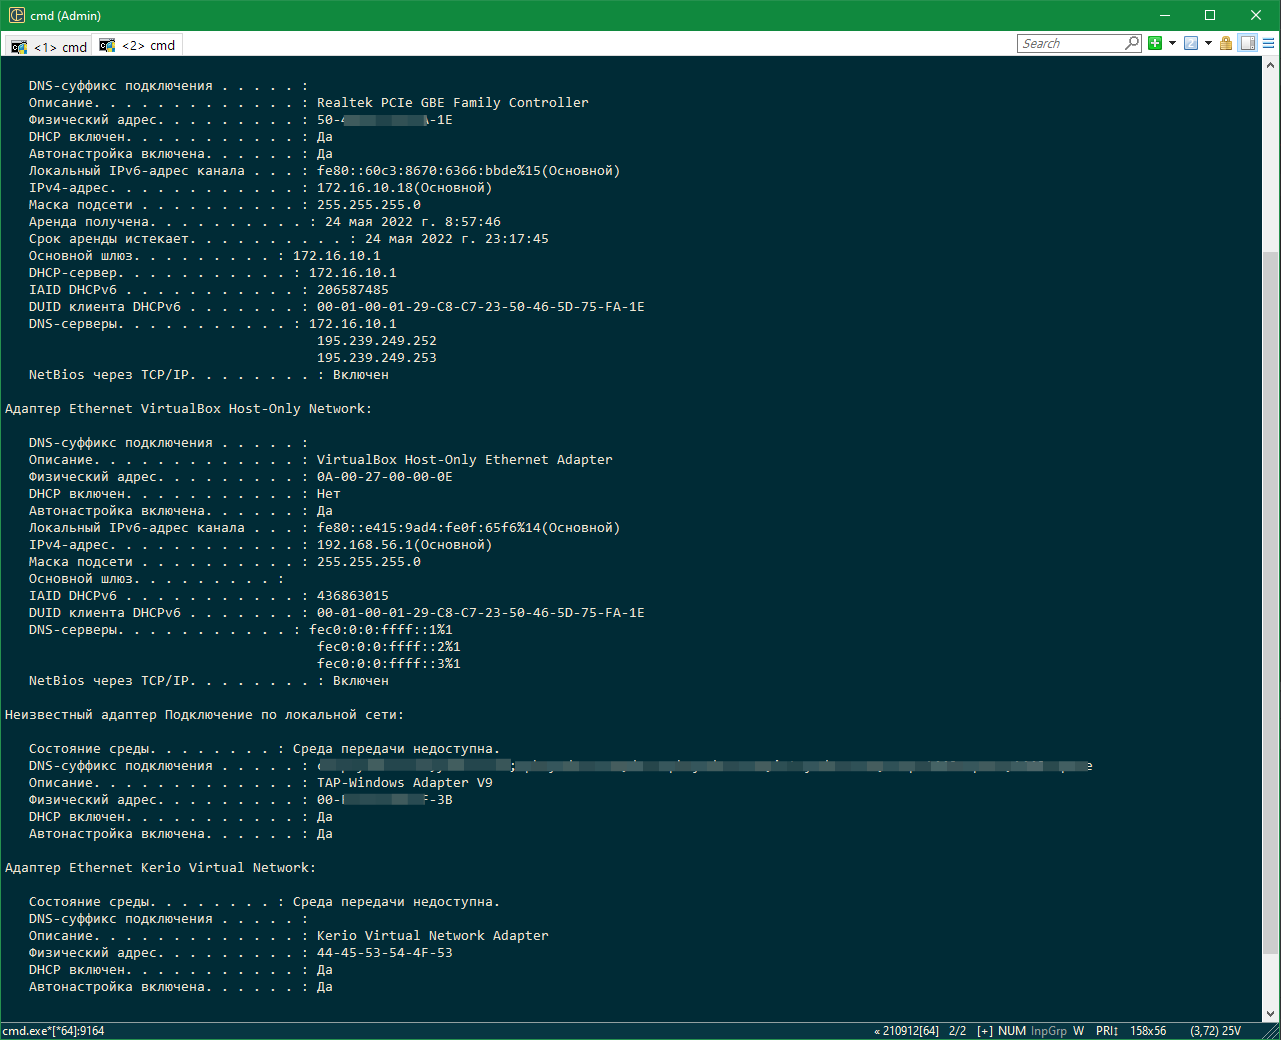 cmd (Admin)
<1> cmd
<2> cmd
Search
DNS-суффикс подключения . . . . . :
Описание. . . . . . . . . . . . . : Realtek PCIe GBE Family Controller
Физический адрес. . . . . . . . . : 50- -1E
DHCP включен. . . . . . . . . . . : Да
Автонастройка включена. . . . . . : Да
Локальный IPv6-адрес канала . . . : fe80::60c3:8670:6366:bbde%15(Основной)
IPv4-адрес. . . . . . . . . . . . : 172.16.10.18(Основной)
Маска подсети . . . . . . . . . . : 255.255.255.0
Аренда получена. . . . . . . . . . : 24 мая 2022 г. 8:57:46
Срок аренды истекает. . . . . . . . . . : 24 мая 2022 г. 23:17:45
Основной шлюз. . . . . . . . . : 172.16.10.1
DHCP-сервер. . . . . . . . . . . : 172.16.10.1
IAID DHCPv6 . . . . . . . . . . . : 206587485
DUID клиента DHCPv6 . . . . . . . : 00-01-00-01-29-C8-C7-23-50-46-5D-75-FA-1E
DNS-серверы. . . . . . . . . . . : 172.16.10.1
195.239.249.252
195.239.249.253
NetBios через TCP/IP. . . . . . . . : Включен
Адаптер Ethernet VirtualBox Host-Only Network:
DNS-суффикс подключения . . . . . :
Описание. . . . . . . . . . . . . : VirtualBox Host-Only Ethernet Adapter
Физический адрес. . . . . . . . . : 0A-00-27-00-00-0E
DHCP включен. . . . . . . . . . . : Нет
Автонастройка включена. . . . . . : Да
Локальный IPv6-адрес канала . . . : fe80::e415:9ad4:fe0f:65f6%14(Основной)
IPv4-адрес. . . . . . . . . . . . : 192.168.56.1(Основной)
Маска подсети . . . . . . . . . . : 255.255.255.0
Основной шлюз. . . . . . . . . :
IAID DHCPv6 . . . . . . . . . . . : 436863015
DUID клиента DHCPv6 . . . . . . . : 00-01-00-01-29-C8-C7-23-50-46-5D-75-FA-1E
DNS-серверы. . . . . . . . . . . : fec0:0:0:ffff::1%1
fec0:0:0:ffff::2%1
fec0:0:0:ffff::3%1
NetBios через TCP/IP. . . . . . . . : Включен
Неизвестный адаптер Подключение по локальной сети:
Состояние среды. . . . . . . . : Среда передачи недоступна.
DNS-суффикс подключения . . . . . :
Описание. . . . . . . . . . . . . : TAP-Windows Adapter V9
Физический адрес. . . . . . . . . : 00- -3B
DHCP включен. . . . . . . . . . . : Да
Автонастройка включена. . . . . . : Да
Адаптер Ethernet Kerio Virtual Network:
Состояние среды. . . . . . . . : Среда передачи недоступна.
DNS-суффикс подключения . . . . . :
Описание. . . . . . . . . . . . . : Kerio Virtual Network Adapter
Физический адрес. . . . . . . . . : 44-45-53-54-4F-53
DHCP включен. . . . . . . . . . . : Да
Автонастройка включена. . . . . . : Да
cmd.exe*[*64]:9164 « 210912[64] 2/2 [+] NUM InpGrp W PRI↕ 158x56 (3,72) 25V